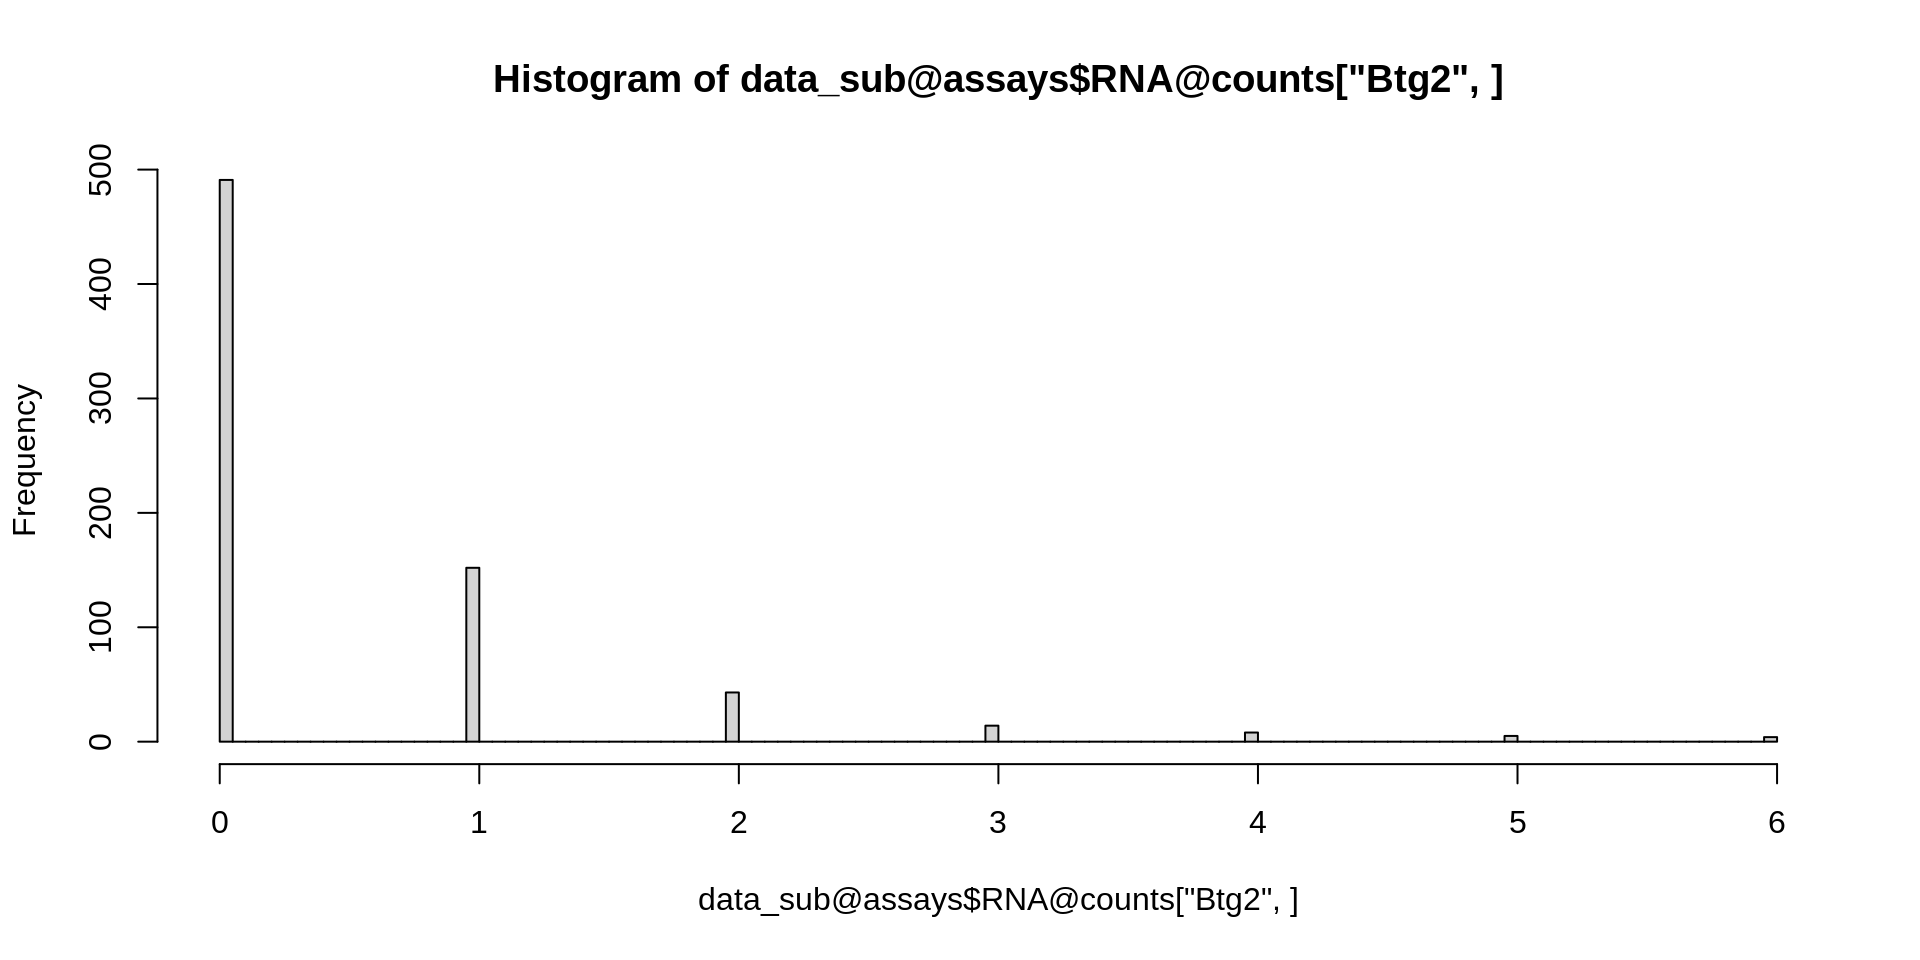 Histogram of data_sub@assays$RNA@counts["Btg2", ]
Frequency
500
400
300
200
100
0
0 1 2 3 4 5 6
data_sub@assays$RNA@counts["Btg2", ]